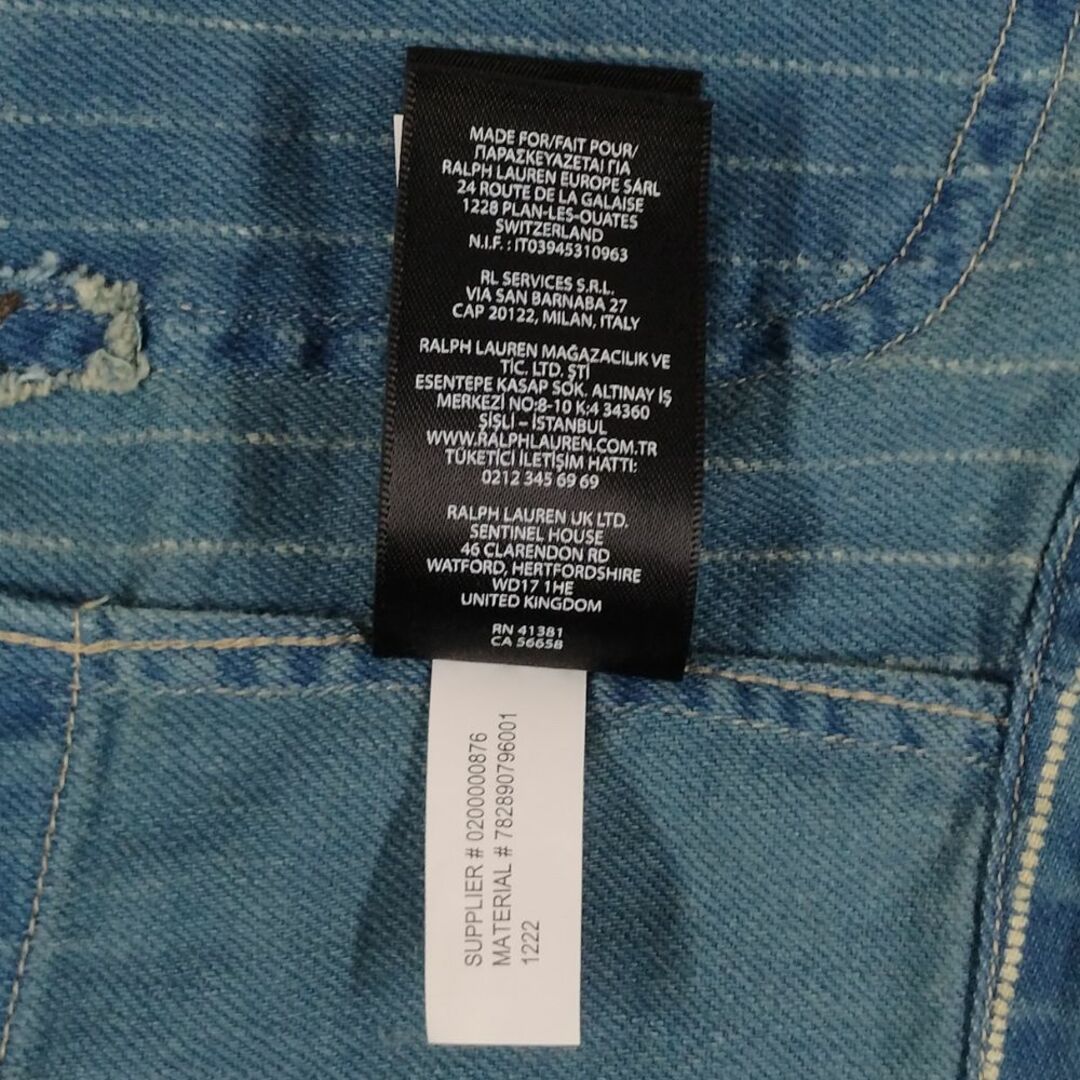 MADE FOR/FAIT POUR/
ΠΑΡΑΣΚΕΥΑΖΕΤΑΙ ΓΙΑ
RALPH LAUREN EUROPE SÁRL
24 ROUTE DE LA GALAISE
1228 PLAN-LES-OUATES
SWITZERLAND
N.I.F. : IT03945310963
RL SERVICES S.R.L.
VIA SAN BARNABA 27
CAP 20122, MILAN, ITALY
RALPH LAUREN MAĞAZACILIK VE
TİC. LTD. ŞTİ
ESENTEPE KASAP SOK. ALTINAY İŞ
MERKEZİ NO:8-10 K:4 34360
ŞİŞLİ – İSTANBUL
WWW.RALPHLAUREN.COM.TR
TÜKETİCİ İLETİŞİM HATTI:
0212 345 69 69
RALPH LAUREN UK LTD.
SENTINEL HOUSE
46 CLARENDON RD
WATFORD, HERTFORDSHIRE
WD17 1HE
UNITED KINGDOM
RN 41381
CA 56658
SUPPLIER # 0200000876
MATERIAL # 782890796001
1222